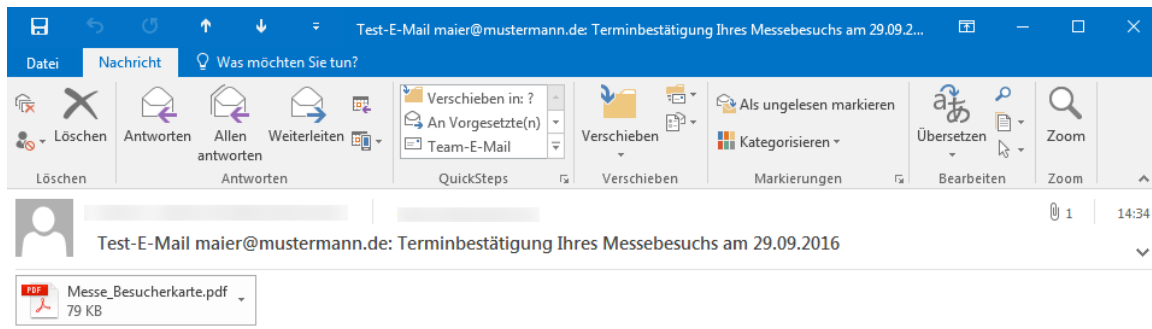 Test-E-Mail maier@mustermann.de: Terminbestätigung Ihres Messebesuchs am 29.09.2...
Datei Nachricht Was möchten Sie tun?
Löschen
Antworten
Allen
antworten
Weiterleiten
Verschieben in: ?
An Vorgesetzte(n)
Team-E-Mail
Verschieben
Als ungelesen markieren
Kategorisieren
Übersetzen
Zoom
Löschen Antworten QuickSteps Verschieben Markierungen Bearbeiten Zoom
1 14:34
Test-E-Mail maier@mustermann.de: Terminbestätigung Ihres Messebesuchs am 29.09.2016
PDF Messe_Besucherkarte.pdf
79 KB